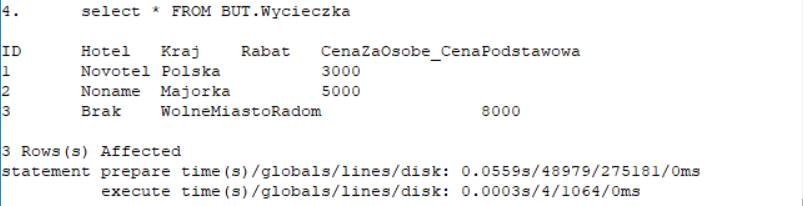 4. select * FROM BUT.Wycieczka
ID Hotel Kraj Rabat CenaZaOsobe_CenaPodstawowa
1 Novotel Polska 3000
2 Noname Majorka 5000
3 Brak WolneMiastoRadom 8000
3 Rows(s) Affected
statement prepare time(s)/globals/lines/disk: 0.0559s/48979/275181/0ms
execute time(s)/globals/lines/disk: 0.0003s/4/1064/0ms